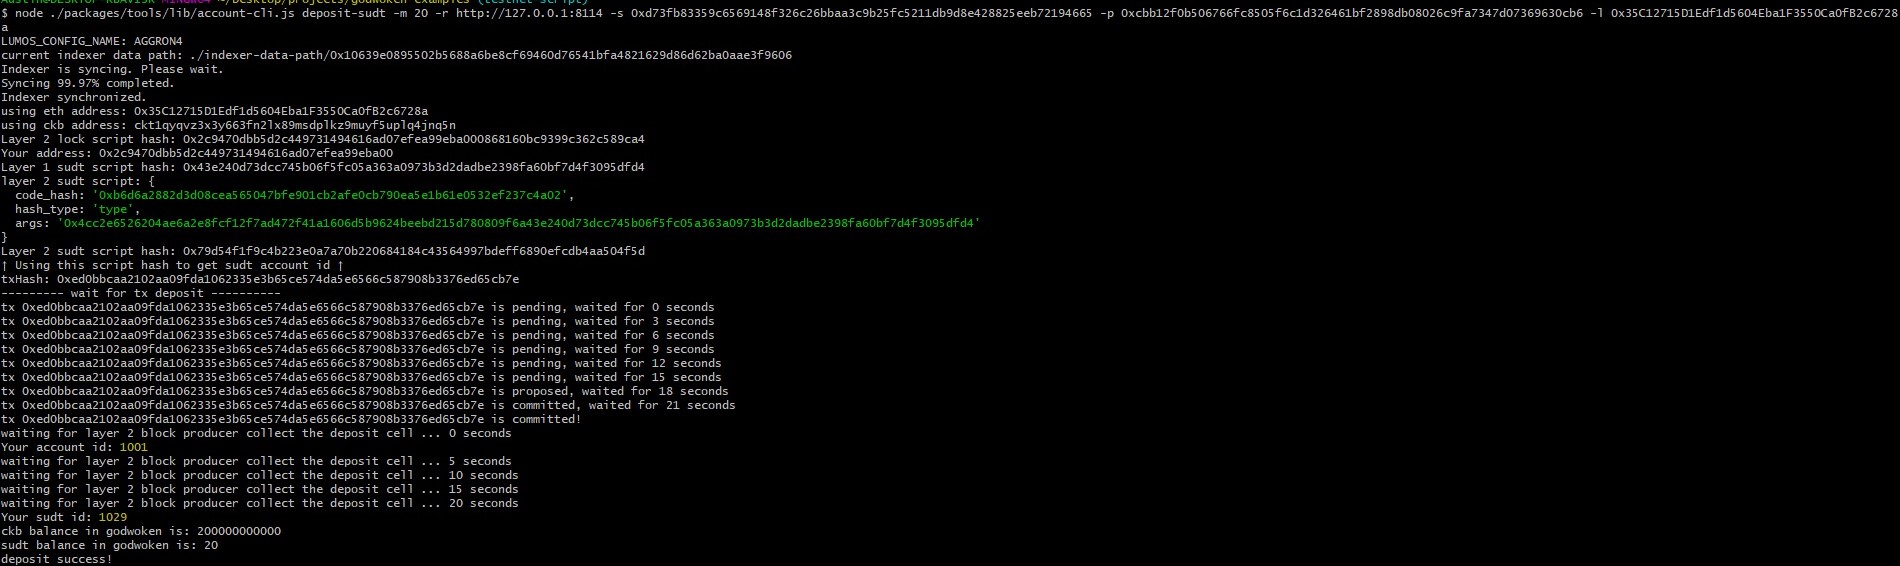 $ node ./packages/tools/lib/account-cli.js deposit-sudt -m 20 -r http://127.0.0.1:8114 -s 0xd73fb83359c6569148f326c26bbaa3c9b25fc5211db9d8e428825eeb72194665 -p 0xcbb12f0b506766fc8505f6c1d326461bf2898db08026c9fa7347d07369630cb6 -l 0x35C12715D1Edf1d5604Eba1F3550Ca0fB2c6728
a
LUMOS_CONFIG_NAME: AGGRON4
current indexer data path: ./indexer-data-path/0x10639e0895502b5688a6be8cf69460d76541bfa4821629d86d62ba0aae3f9606
Indexer is syncing. Please wait.
Syncing 99.97% completed.
Indexer synchronized.
using eth address: 0x35C12715D1Edf1d5604Eba1F3550Ca0fB2c6728a
using ckb address: ckt1qyqvz3x3y663fn2lx89msdplkz9muyf5uplq4jnq5n
Layer 2 lock script hash: 0x2c9470dbb5d2c449731494616ad07efea99eba000868160bc9399c362c589ca4
Your address: 0x2c9470dbb5d2c449731494616ad07efea99eba00
Layer 1 sudt script hash: 0x43e240d73dcc745b06f5fc05a363a0973b3d2dadbe2398fa60bf7d4f3095dfd4
layer 2 sudt script: {
  code_hash: '0xb6d6a2882d3d08cea565047bfe901cb2afe0cb790ea5e1b61e0532ef237c4a02',
  hash_type: 'type',
  args: '0x4cc2e6526204ae6a2e8fcf12f7ad472f41a1606d5b9624beebd215d780809f6a43e240d73dcc745b06f5fc05a363a0973b3d2dadbe2398fa60bf7d4f3095dfd4'
}
Layer 2 sudt script hash: 0x79d54f1f9c4b223e0a7a70b220684184c43564997bdeff6890efcdb4aa504f5d
↑ Using this script hash to get sudt account id ↑
txHash: 0xed0bbcaa2102aa09fda1062335e3b65ce574da5e6566c587908b3376ed65cb7e
--------- wait for tx deposit ----------
tx 0xed0bbcaa2102aa09fda1062335e3b65ce574da5e6566c587908b3376ed65cb7e is pending, waited for 0 seconds
tx 0xed0bbcaa2102aa09fda1062335e3b65ce574da5e6566c587908b3376ed65cb7e is pending, waited for 3 seconds
tx 0xed0bbcaa2102aa09fda1062335e3b65ce574da5e6566c587908b3376ed65cb7e is pending, waited for 6 seconds
tx 0xed0bbcaa2102aa09fda1062335e3b65ce574da5e6566c587908b3376ed65cb7e is pending, waited for 9 seconds
tx 0xed0bbcaa2102aa09fda1062335e3b65ce574da5e6566c587908b3376ed65cb7e is pending, waited for 12 seconds
tx 0xed0bbcaa2102aa09fda1062335e3b65ce574da5e6566c587908b3376ed65cb7e is pending, waited for 15 seconds
tx 0xed0bbcaa2102aa09fda1062335e3b65ce574da5e6566c587908b3376ed65cb7e is proposed, waited for 18 seconds
tx 0xed0bbcaa2102aa09fda1062335e3b65ce574da5e6566c587908b3376ed65cb7e is committed, waited for 21 seconds
tx 0xed0bbcaa2102aa09fda1062335e3b65ce574da5e6566c587908b3376ed65cb7e is committed!
waiting for layer 2 block producer collect the deposit cell ... 0 seconds
Your account id: 1001
waiting for layer 2 block producer collect the deposit cell ... 5 seconds
waiting for layer 2 block producer collect the deposit cell ... 10 seconds
waiting for layer 2 block producer collect the deposit cell ... 15 seconds
waiting for layer 2 block producer collect the deposit cell ... 20 seconds
Your sudt id: 1029
ckb balance in godwoken is: 200000000000
sudt balance in godwoken is: 20
deposit success!